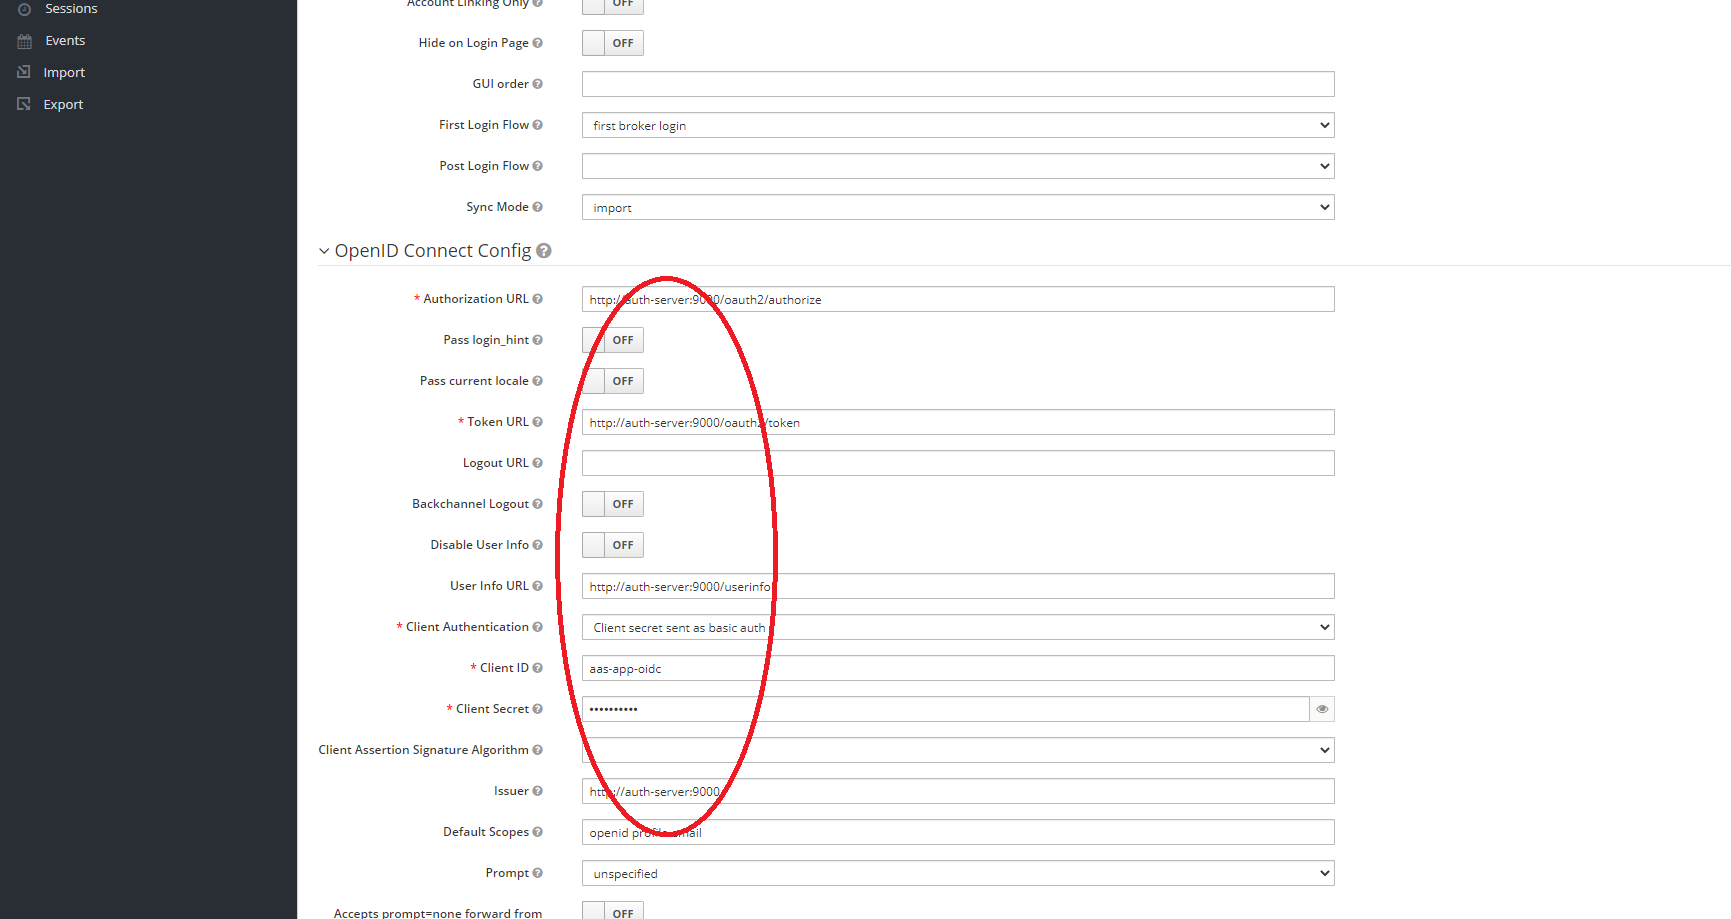 Sessions
Events
Import
Export
Account Linking Only
OFF
Hide on Login Page
OFF
GUI order
First Login Flow
first broker login
Post Login Flow
Sync Mode
import
OpenID Connect Config
* Authorization URL
http://auth-server:9000/oauth2/authorize
Pass login_hint
OFF
Pass current locale
OFF
* Token URL
http://auth-server:9000/oauth2/token
Logout URL
Backchannel Logout
OFF
Disable User Info
OFF
User Info URL
http://auth-server:9000/userinfo
* Client Authentication
Client secret sent as basic auth
* Client ID
aas-app-oidc
* Client Secret
••••••••••
Client Assertion Signature Algorithm
Issuer
http://auth-server:9000
Default Scopes
openid profile email
Prompt
unspecified
Accepts prompt=none forward from
OFF